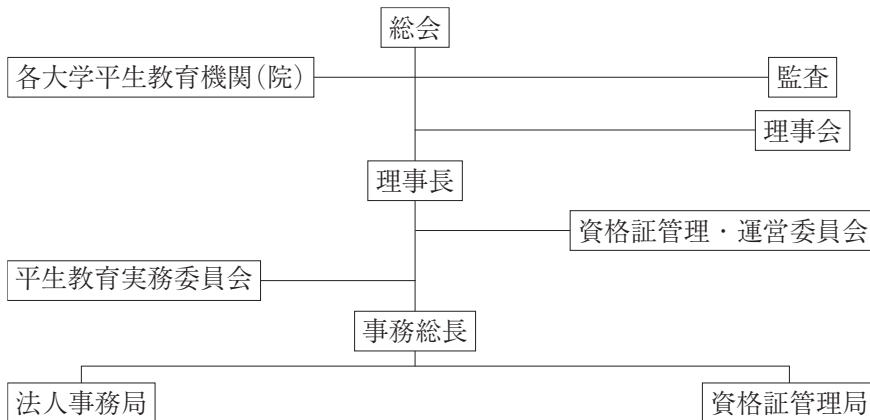 総会
各大学平生教育機関(院)
監査
理事会
理事長
資格証管理・運営委員会
平生教育実務委員会
事務総長
法人事務局
資格証管理局